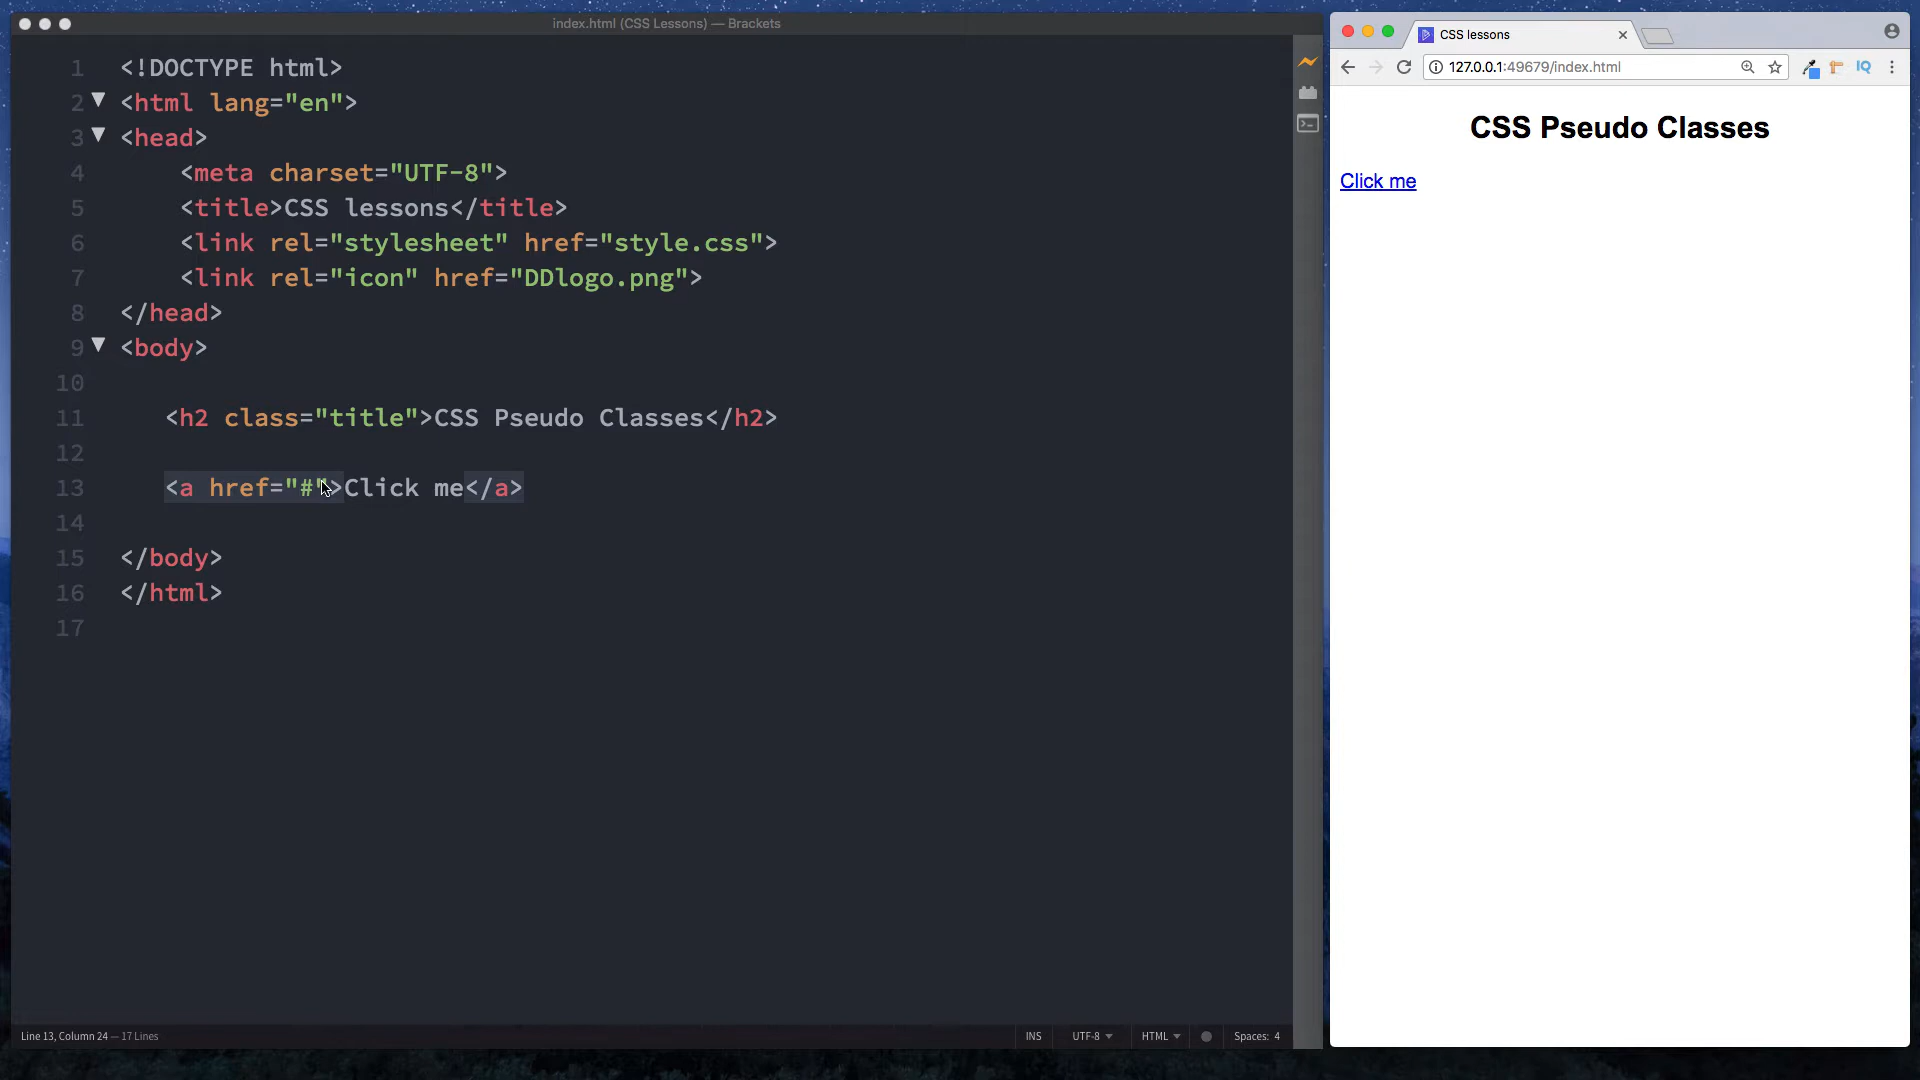 index.html (CSS Lessons) — Brackets
1 <!DOCTYPE html>
2 <html lang="en">
3 <head>
4 <meta charset="UTF-8">
5 <title>CSS lessons</title>
6 <link rel="stylesheet" href="style.css">
7 <link rel="icon" href="DDlogo.png">
8 </head>
9 <body>
10
11 <h2 class="title">CSS Pseudo Classes</h2>
12
13 <a href="#">Click me</a>
14
15 </body>
16 </html>
17
Line 13, Column 24 — 17 Lines
INS UTF-8 HTML Spaces: 4
CSS lessons
127.0.0.1:49679/index.html
IQ
CSS Pseudo Classes
Click me